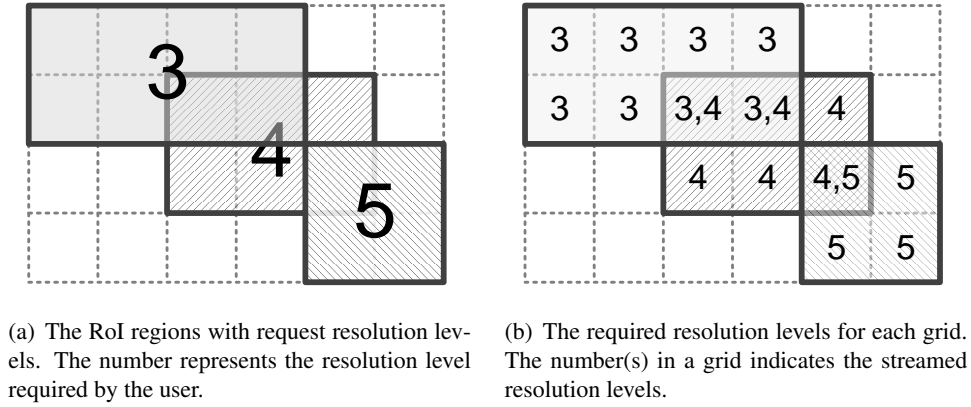 3
4
5
3 3 3 3
3 3 3,4 3,4 4
4 4 4,5 5
5 5
(a) The RoI regions with request resolution lev-
els. The number represents the resolution level
required by the user.
(b) The required resolution levels for each grid.
The number(s) in a grid indicates the streamed
resolution levels.